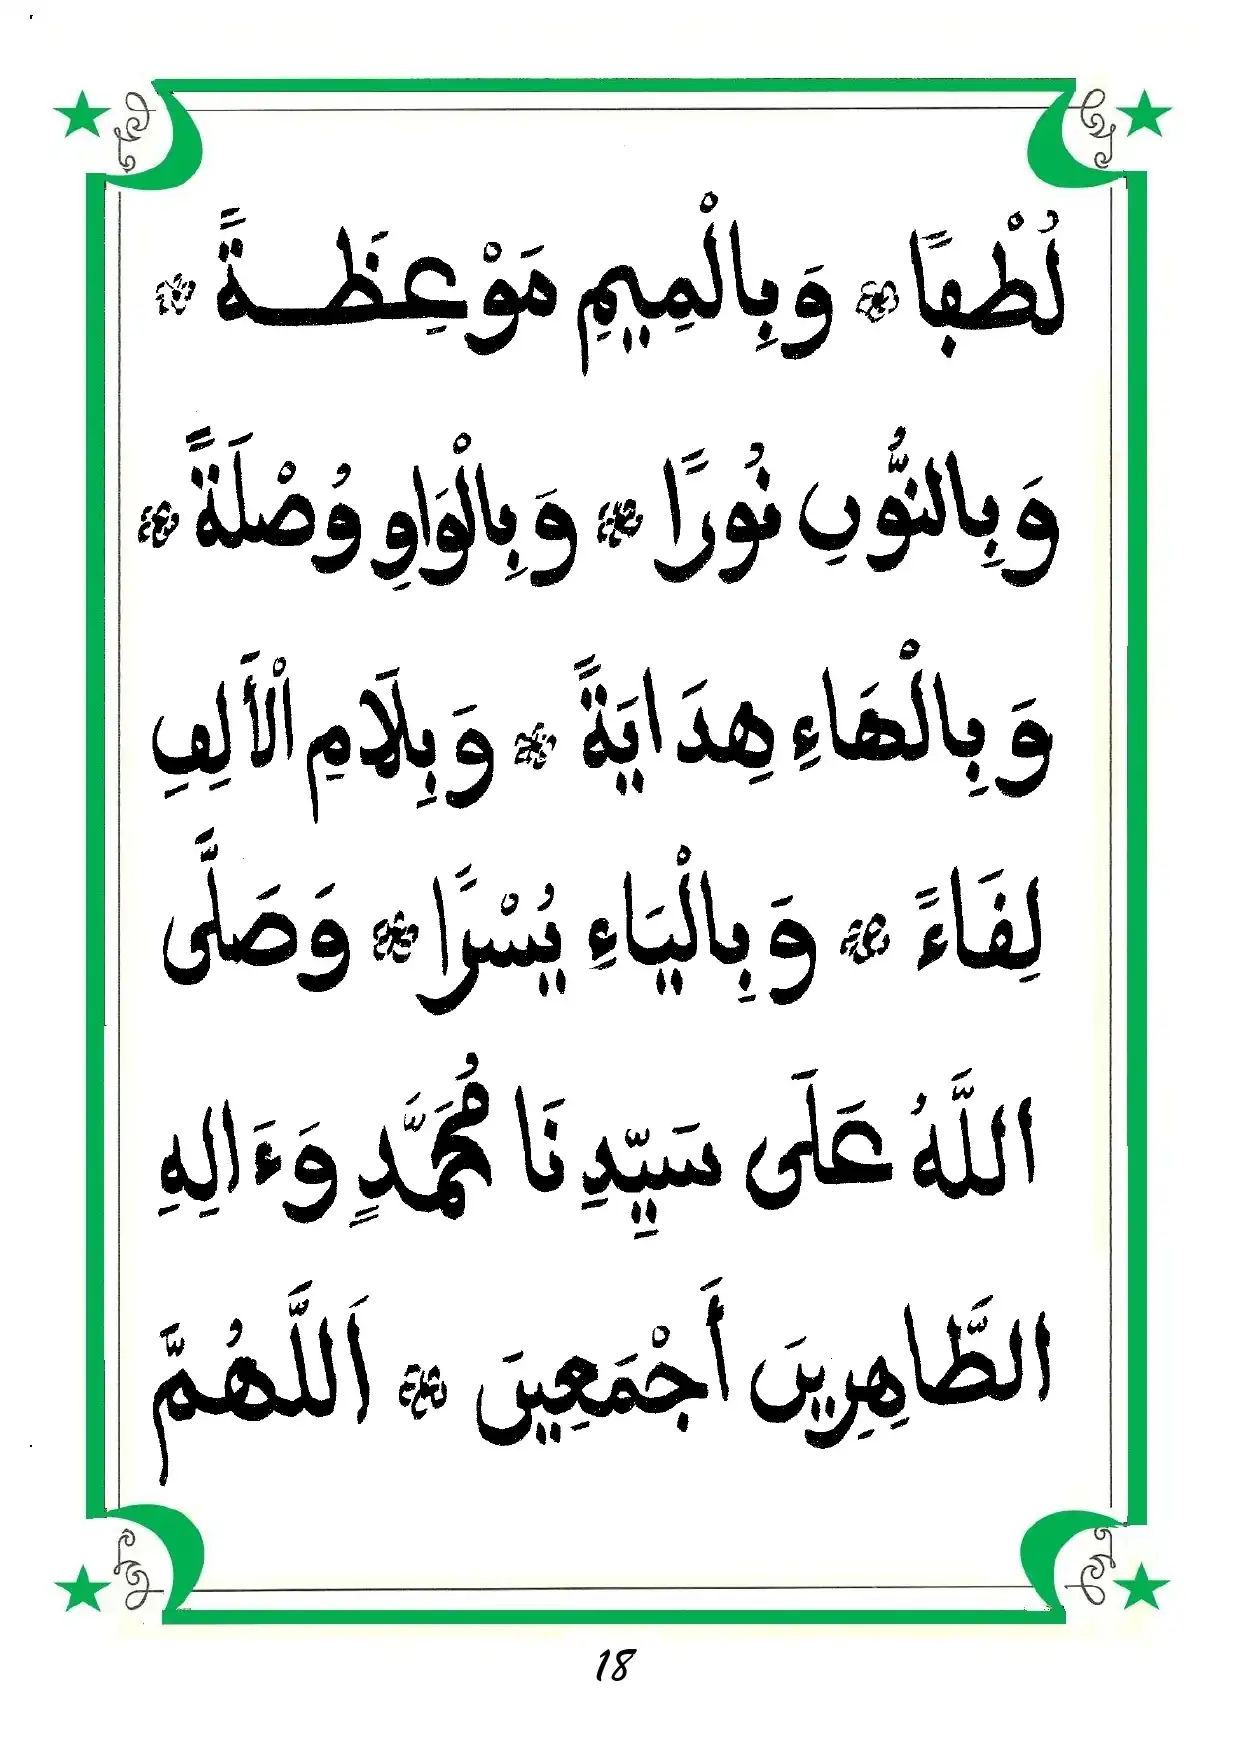 لُطْفًا وَبِالْمِيمِ مَوْعِظَةً
وَبِالنُّونِ نُورًا وَبِالْوَاوِ وُصْلَةً
وَبِالْهَاءِ هِدَايَةً وَبِلَامِ الْأَلِفِ
لِقَاءً وَبِالْيَاءِ يُسْرًا وَصَلَّى
اللَّهُ عَلَى سَيِّدِنَا مُحَمَّدٍ وَءَالِهِ
الطَّاهِرِينَ أَجْمَعِينَ اَللَّهُمَّ
18